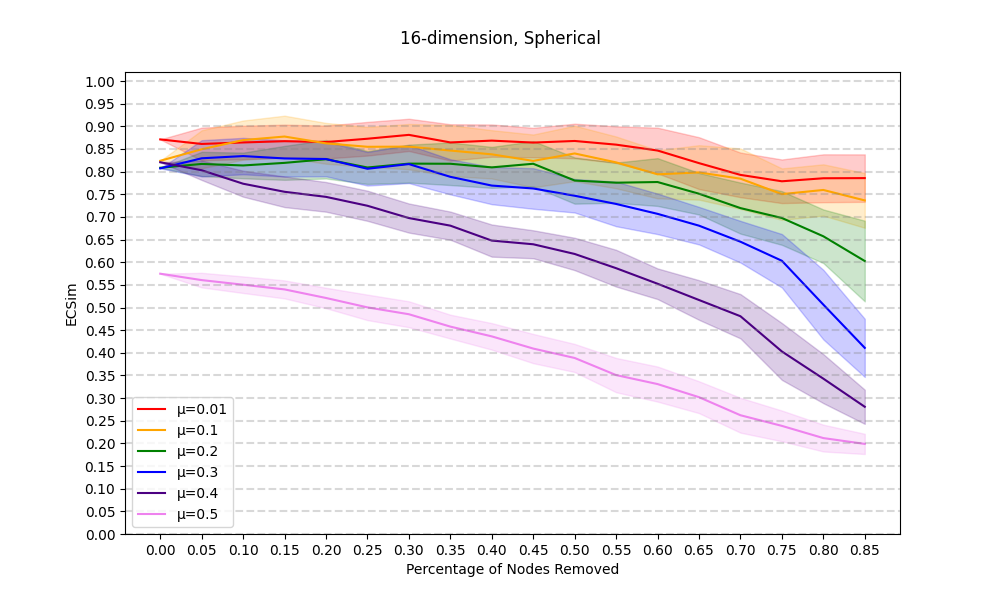 16-dimension, Spherical
ECSim
1.00
0.95
0.90
0.85
0.80
0.75
0.70
0.65
0.60
0.55
0.50
0.45
0.40
0.35
0.30
0.25
0.20
0.15
0.10
0.05
0.00
μ=0.01
μ=0.1
μ=0.2
μ=0.3
μ=0.4
μ=0.5
0.00 0.05 0.10 0.15 0.20 0.25 0.30 0.35 0.40 0.45 0.50 0.55 0.60 0.65 0.70 0.75 0.80 0.85
Percentage of Nodes Removed